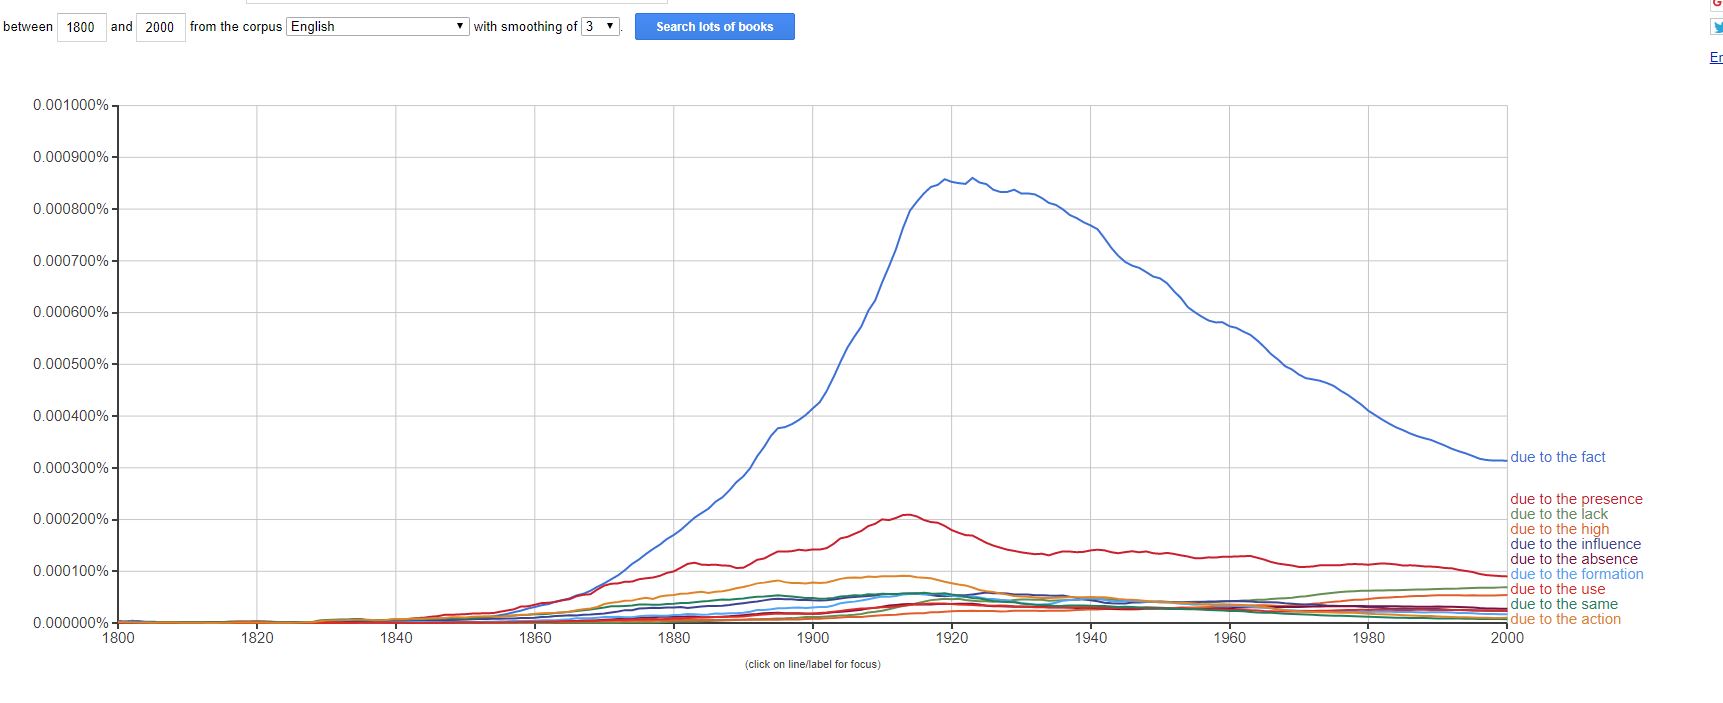 between 1800 and 2000 from the corpus English with smoothing of 3 . Search lots of books
0.001000%
0.000900%
0.000800%
0.000700%
0.000600%
0.000500%
0.000400%
0.000300%
0.000200%
0.000100%
0.000000%
due to the fact
due to the presence
due to the lack
due to the high
due to the influence
due to the absence
due to the formation
due to the use
due to the same
due to the action
1800 1820 1840 1860 1880 1900 1920 1940 1960 1980 2000
(click on line/label for focus)